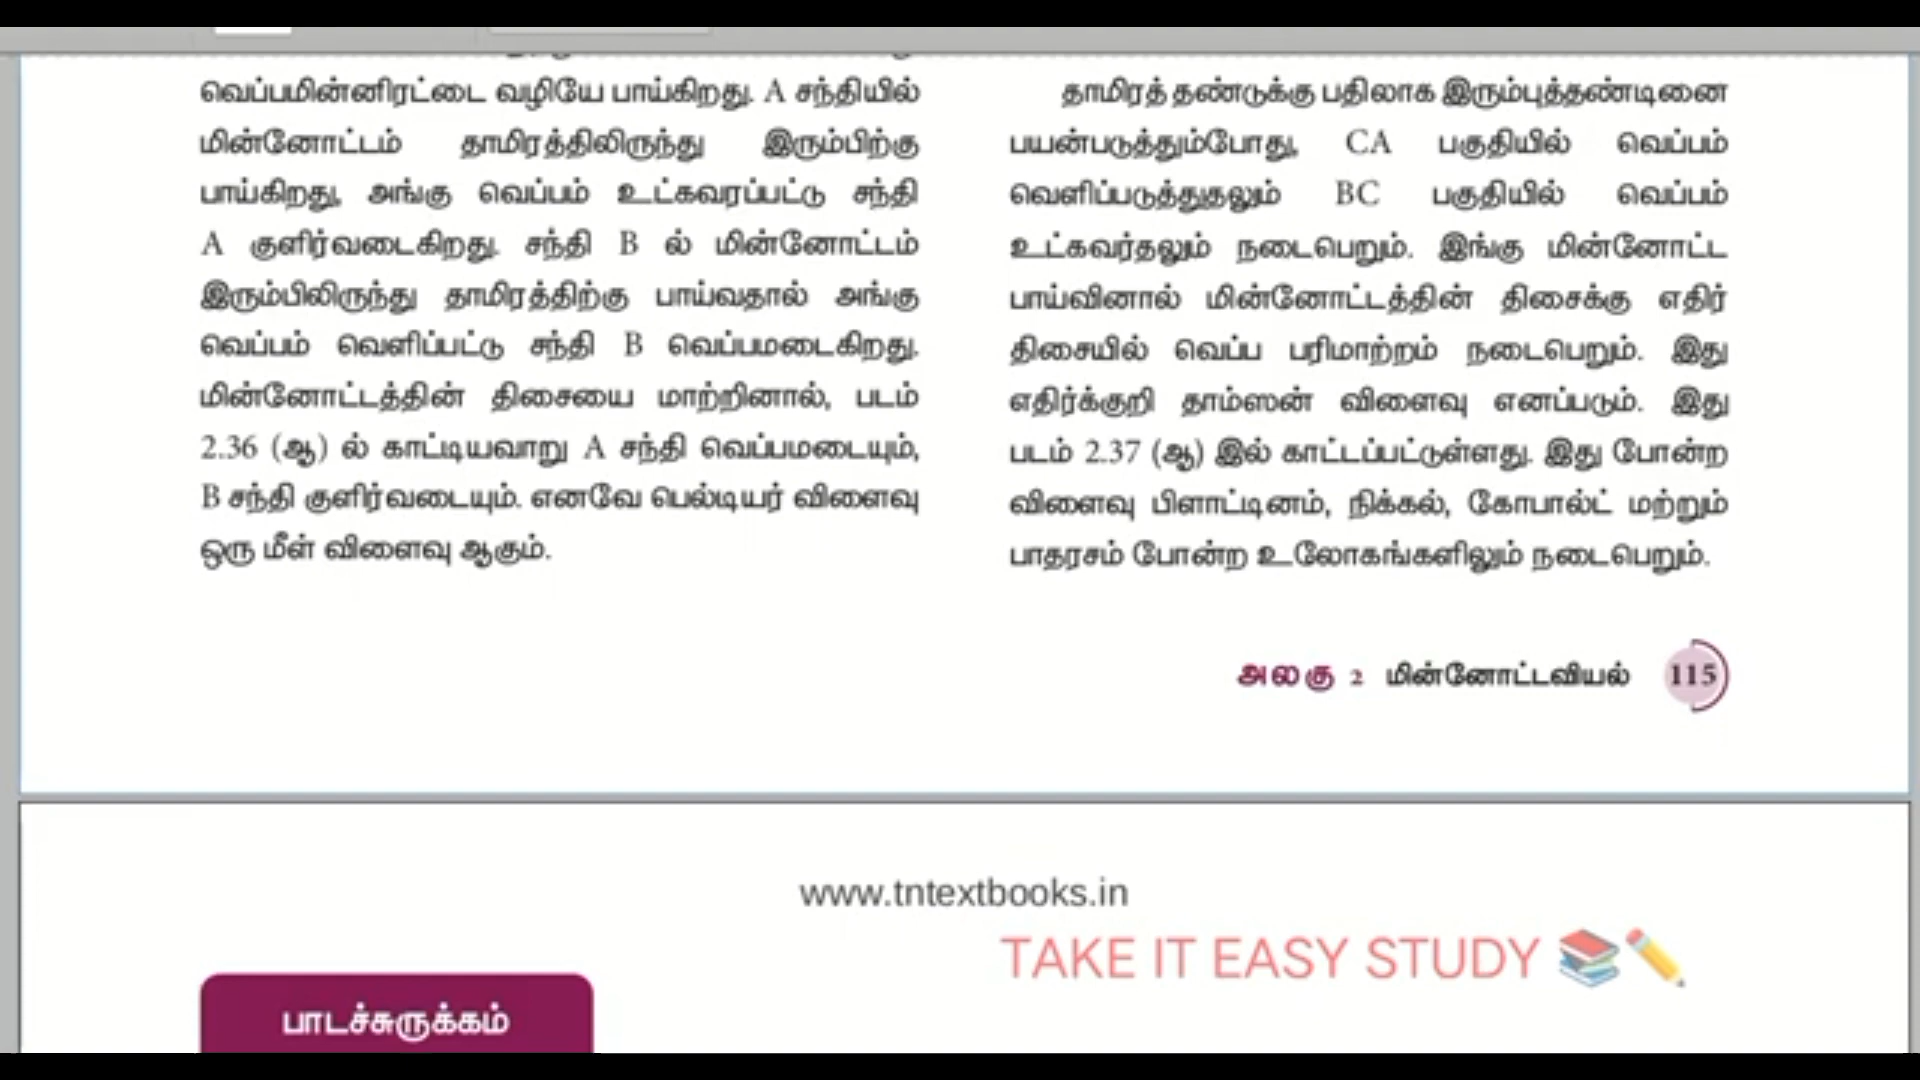 வெப்பமின்னிரட்டை வழியே பாய்கிறது. A சந்தியில்
மின்னோட்டம் தாமிரத்திலிருந்து இரும்பிற்கு
பாய்கிறது, அங்கு வெப்பம் உட்கவரப்பட்டு சந்தி
A குளிர்வடைகிறது. சந்தி B ல் மின்னோட்டம்
இரும்பிலிருந்து தாமிரத்திற்கு பாய்வதால் அங்கு
வெப்பம் வெளிப்பட்டு சந்தி B வெப்பமடைகிறது.
மின்னோட்டத்தின் திசையை மாற்றினால், படம்
2.36 (ஆ) ல் காட்டியவாறு A சந்தி வெப்பமடையும்,
B சந்தி குளிர்வடையும். எனவே பெல்டியர் விளைவு
ஒரு மீள் விளைவு ஆகும்.
தாமிரத் தண்டுக்கு பதிலாக இரும்புத்தண்டினை
பயன்படுத்தும்போது, CA பகுதியில் வெப்பம்
வெளிப்படுத்துதலும் BC பகுதியில் வெப்பம்
உட்கவர்தலும் நடைபெறும். இங்கு மின்னோட்ட
பாய்வினால் மின்னோட்டத்தின் திசைக்கு எதிர்
திசையில் வெப்ப பரிமாற்றம் நடைபெறும். இது
எதிர்க்குறி தாம்ஸன் விளைவு எனப்படும். இது
படம் 2.37 (ஆ) இல் காட்டப்பட்டுள்ளது. இது போன்ற
விளைவு பிளாட்டினம், நிக்கல், கோபால்ட் மற்றும்
பாதரசம் போன்ற உலோகங்களிலும் நடைபெறும்.
அலகு 2 மின்னோட்டவியல் 115
www.tntextbooks.in
TAKE IT EASY STUDY
பாடச்சுருக்கம்